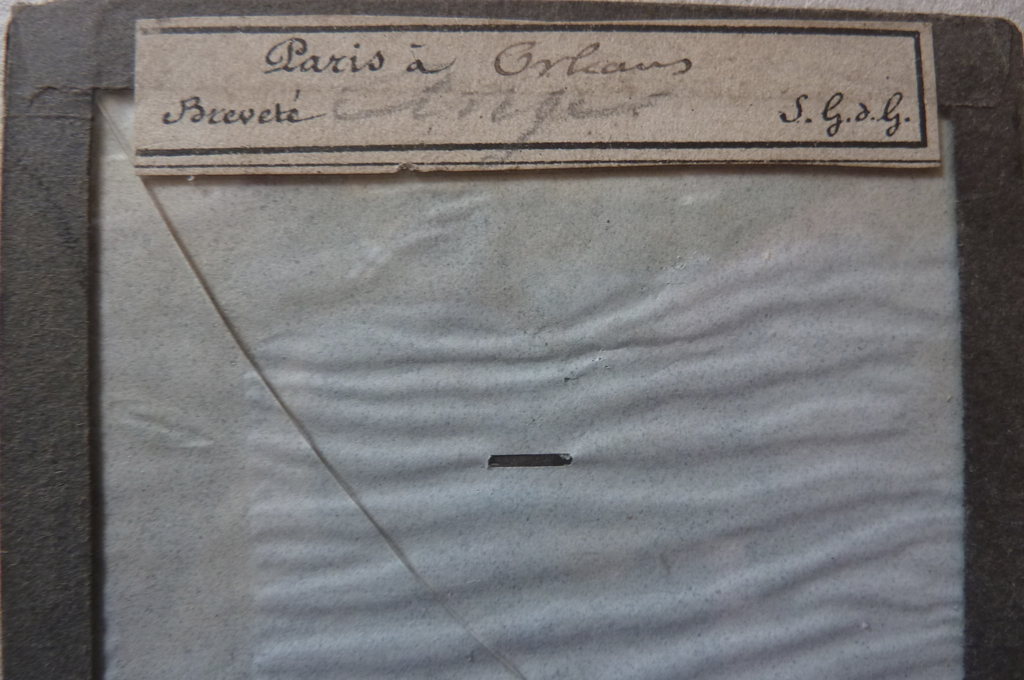 Paris à Orleans
Breveté S. G. d. G.